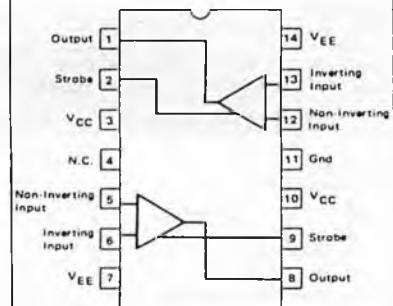 Output 1
Strobe 2
VCC 3
N.C. 4
Non-Inverting
Input 5
Inverting
Input 6
VEE 7
14 VEE
13 Inverting
Input
12 Non-Inverting
Input
11 Gnd
10 VCC
9 Strobe
8 Output